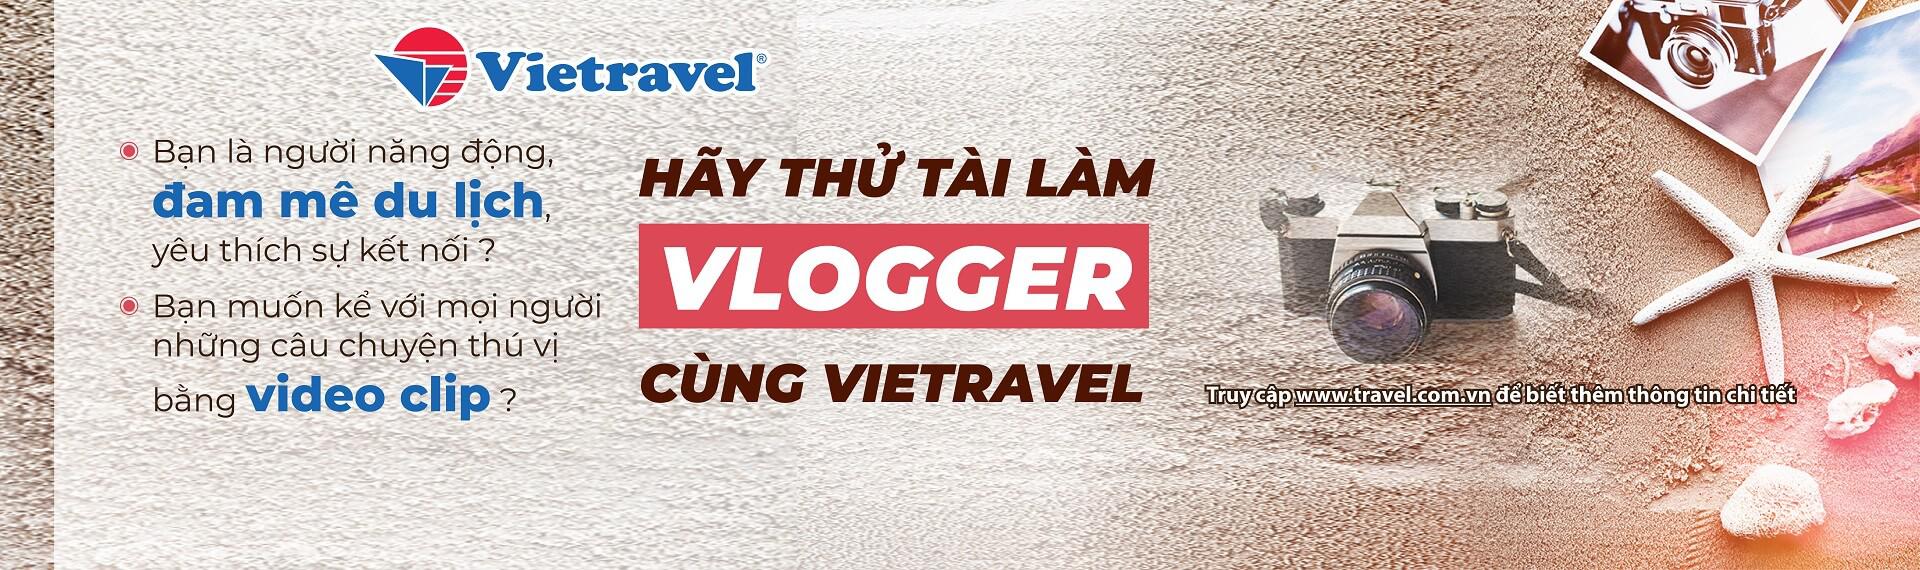 Vietravel®
Bạn là người năng động,
đam mê du lịch,
yêu thích sự kết nối ?
Bạn muốn kể với mọi người
những câu chuyện thú vị
bằng video clip ?
HÃY THỬ TÀI LÀM
VLOGGER
CÙNG VIETRAVEL
Truy cập www.travel.com.vn để biết thêm thông tin chi tiết